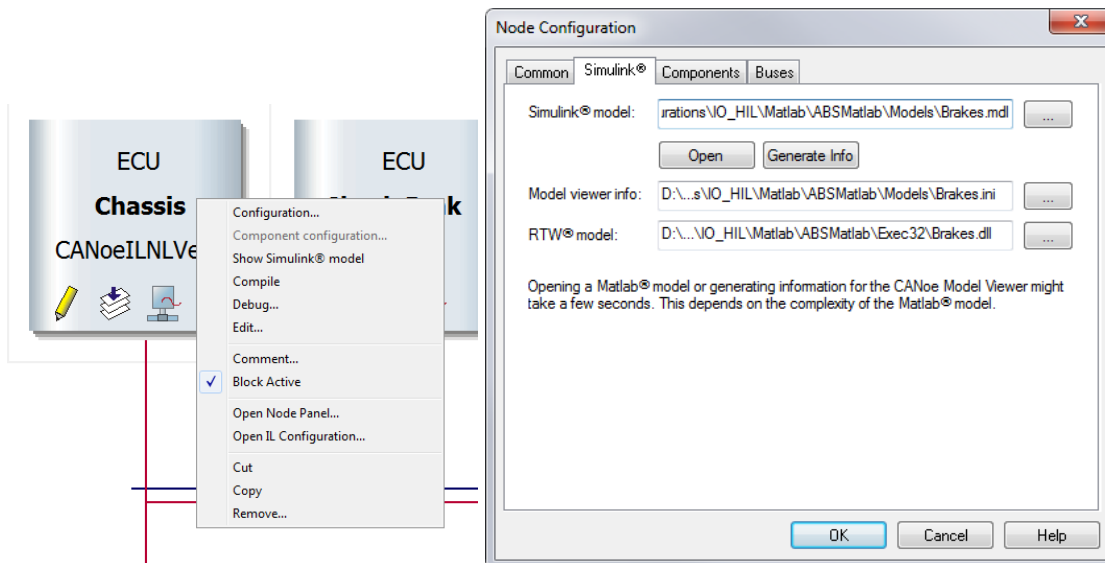 ECU
Chassis
CANoeILNLVe
ECU
Configuration...
Component configuration...
Show Simulink® model
Compile
Debug...
Edit...
Comment...
Block Active
Open Node Panel...
Open IL Configuration...
Cut
Copy
Remove...
Node Configuration
Common Simulink® Components Buses
Simulink® model: ırations\IO_HIL\Matlab\ABSMatlab\Models\Brakes.mdl ...
Open Generate Info
Model viewer info: D:\...s\IO_HIL\Matlab\ABSMatlab\Models\Brakes.ini ...
RTW® model: D:\...\IO_HIL\Matlab\ABSMatlab\Exec32\Brakes.dll ...
Opening a Matlab® model or generating information for the CANoe Model Viewer might
take a few seconds. This depends on the complexity of the Matlab® model.
OK Cancel Help